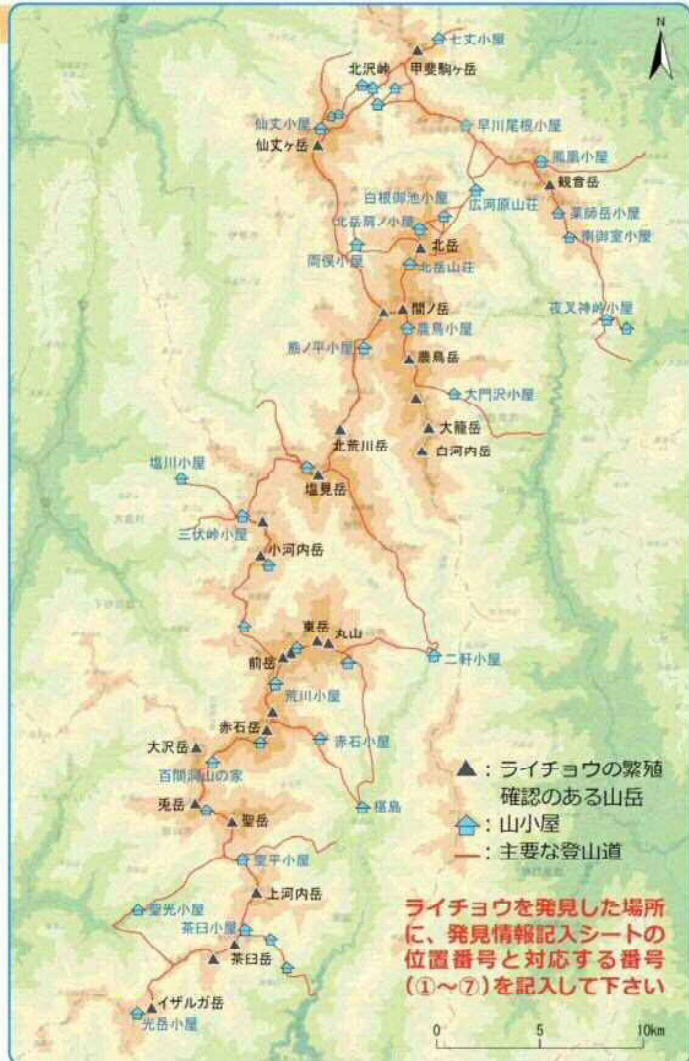 N
七丈小屋
北沢峠
甲斐駒ヶ岳
仙丈小屋
早川尾根小屋
仙丈ヶ岳
鳳凰小屋
観音岳
白根御池小屋
広河原山荘
薬師岳小屋
北岳肩ノ小屋
南御室小屋
北岳
両俣小屋
北岳山荘
間ノ岳
夜叉神峠小屋
農鳥小屋
熊ノ平小屋
農鳥岳
大門沢小屋
大籠岳
北荒川岳
白河内岳
塩川小屋
塩見岳
三伏峠小屋
小河内岳
東岳
丸山
前岳
二軒小屋
荒川小屋
赤石岳
赤石小屋
大沢岳
百間洞山の家
兎岳
椹島
聖岳
聖平小屋
上河内岳
聖光小屋
茶臼小屋
茶臼岳
イザルガ岳
光岳小屋
▲：ライチョウの繁殖
確認のある山岳
：山小屋
：主要な登山道
ライチョウを発見した場所
に、発見情報記入シートの
位置番号と対応する番号
(①～⑦)を記入して下さい
0 5 10km